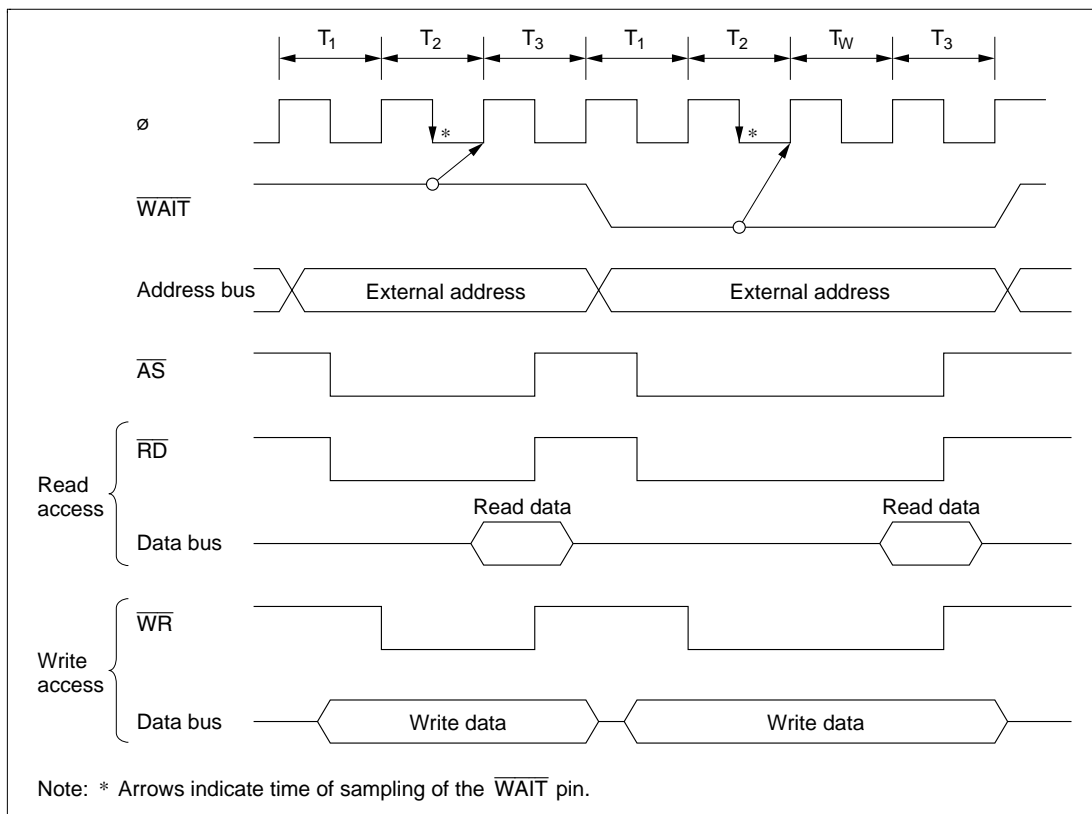 T1 T2 T3 T1 T2 TW T3
ø * *
WAIT
Address bus External address External address
AS
RD
Read access
Read data Read data
Data bus
WR
Write access
Data bus Write data Write data
Note: * Arrows indicate time of sampling of the WAIT pin.